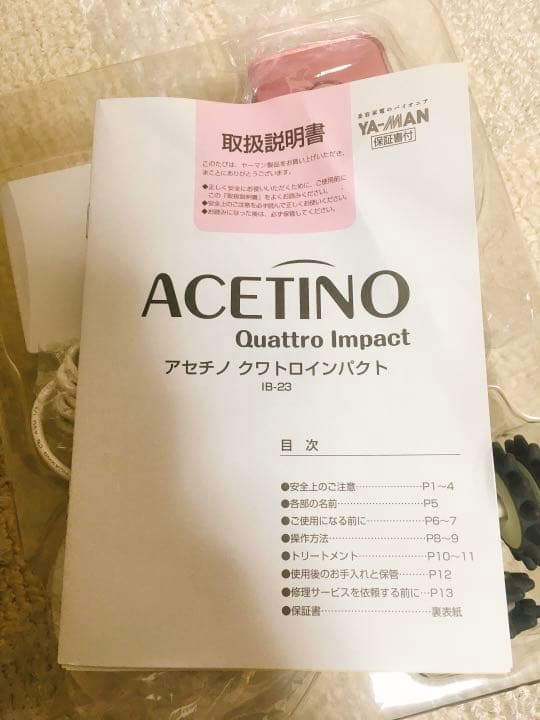 取扱説明書
このたびは、ヤーマン製品をお買い上げいただき、
まことにありがとうございます。
◆正しく安全にお使いいただくために、ご使用前に
この「取扱説明書」をよくお読みください。
◆安全上のご注意を必ず読んで正しくお使いください。
◆お読みになった後は、必ず保管してください。
美容家電のパイオニア
YA-MAN
保証書付
ACETINO
Quattro Impact
アセチノ クワトロインパクト
IB-23
目 次
●安全上のご注意……………………P1〜4
●各部の名前…………………………P5
●ご使用になる前に…………………P6〜7
●操作方法……………………………P8〜9
●トリートメント……………………P10〜11
●使用後のお手入れと保管………P12
●修理サービスを依頼する前に…P13
●保証書………………………………裏表紙